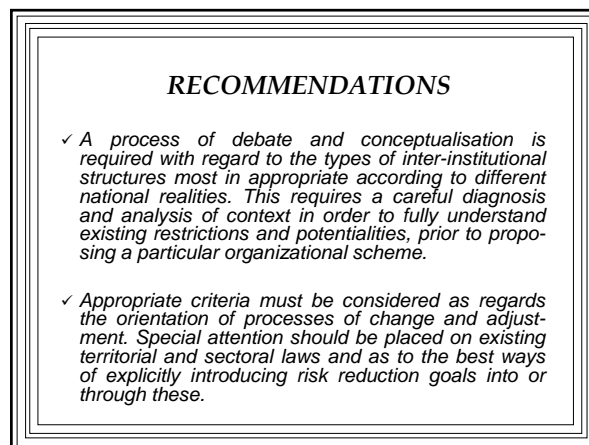 RECOMMENDATIONS
✓ A process of debate and conceptualisation is
required with regard to the types of inter-institutional
structures most in appropriate according to different
national realities. This requires a careful diagnosis
and analysis of context in order to fully understand
existing restrictions and potentialities, prior to propo-
sing a particular organizational scheme.
✓ Appropriate criteria must be considered as regards
the orientation of processes of change and adjust-
ment. Special attention should be placed on existing
territorial and sectoral laws and as to the best ways
of explicitly introducing risk reduction goals into or
through these.